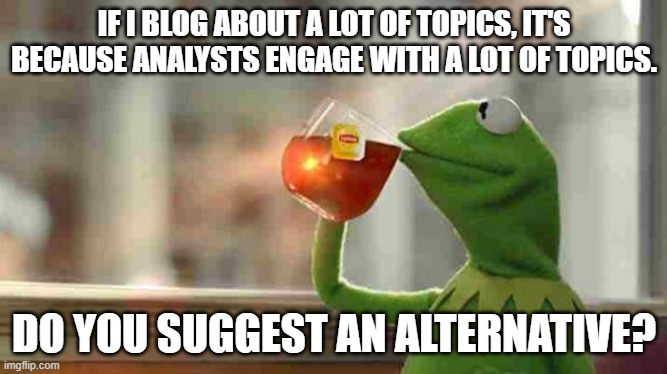 IF I BLOG ABOUT A LOT OF TOPICS, IT'S
BECAUSE ANALYSTS ENGAGE WITH A LOT OF TOPICS.
Lipton
DO YOU SUGGEST AN ALTERNATIVE?
imgflip.com